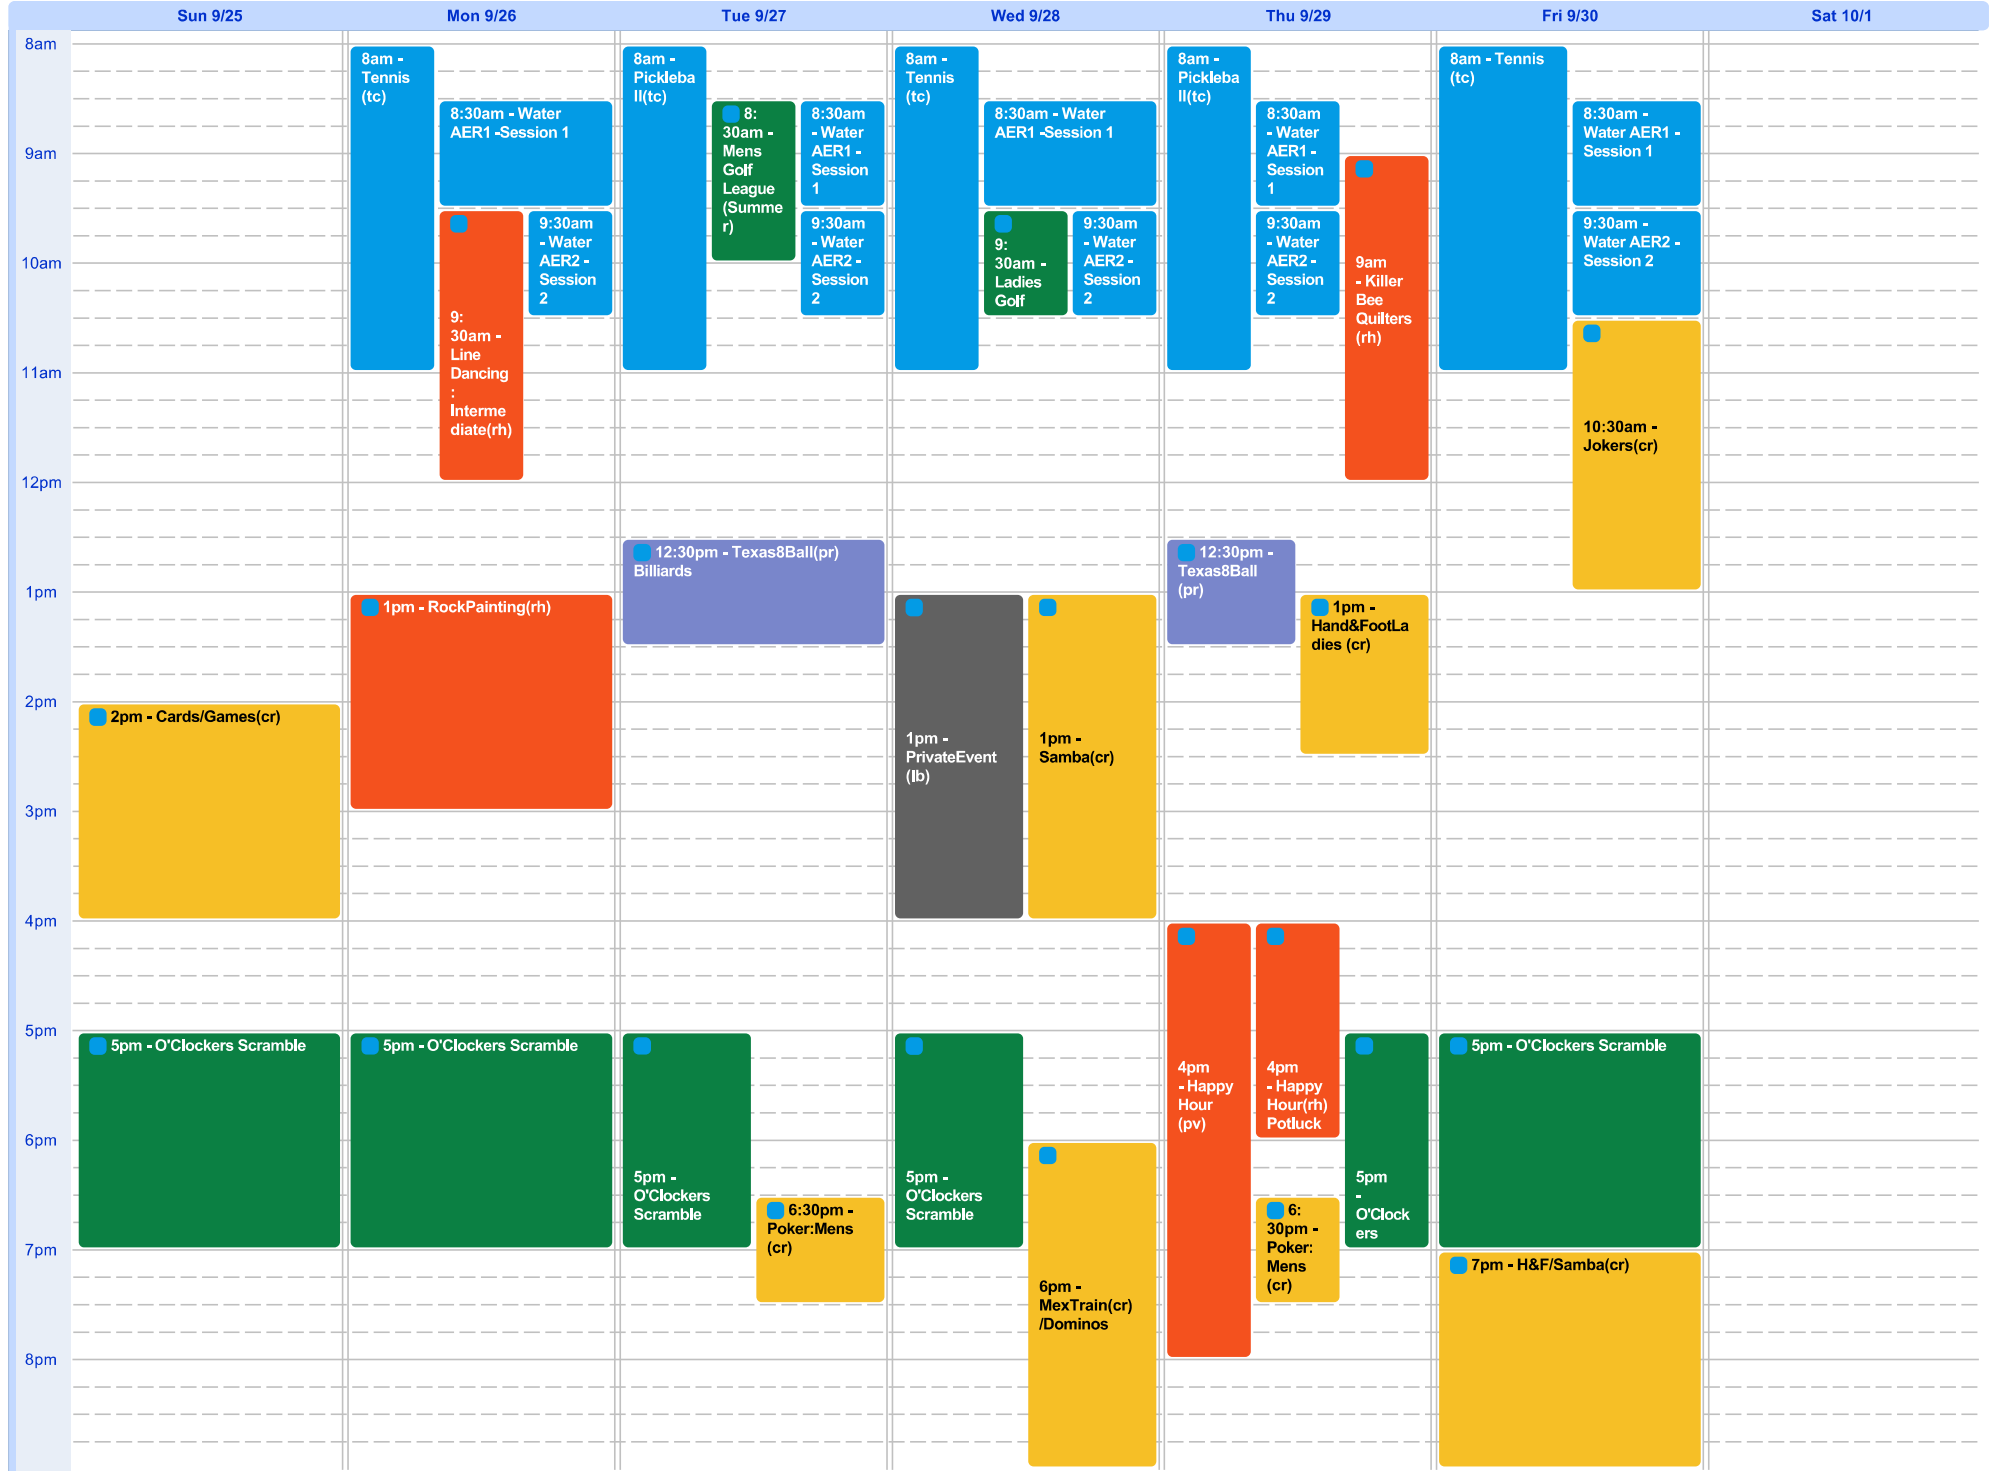 Sun 9/25
Mon 9/26
Tue 9/27
Wed 9/28
Thu 9/29
Fri 9/30
Sat 10/1
8am
9am
10am
11am
12pm
1pm
2pm
3pm
4pm
5pm
6pm
7pm
8pm
2pm - Cards/Games(cr)
5pm - O'Clockers Scramble
8am -
Tennis
(tc)
8:30am - Water
AER1 -Session 1
9:
30am -
Line
Dancing
:
Interme
diate(rh)
9:30am
- Water
AER2 -
Session
2
1pm - RockPainting(rh)
5pm - O'Clockers Scramble
8am -
Pickleba
ll(tc)
8:
30am -
Mens
Golf
League
(Summe
r)
8:30am
- Water
AER1 -
Session
1
9:30am
- Water
AER2 -
Session
2
12:30pm - Texas8Ball(pr)
Billiards
5pm -
O'Clockers
Scramble
6:30pm -
Poker:Mens
(cr)
8am -
Tennis
(tc)
8:30am - Water
AER1 -Session 1
9:
30am -
Ladies
Golf
9:30am
- Water
AER2 -
Session
2
1pm -
PrivateEvent
(lb)
1pm -
Samba(cr)
5pm -
O'Clockers
Scramble
6pm -
MexTrain(cr)
/Dominos
8am -
Pickleba
ll(tc)
8:30am
- Water
AER1 -
Session
1
9:30am
- Water
AER2 -
Session
2
9am
- Killer
Bee
Quilters
(rh)
12:30pm -
Texas8Ball
(pr)
1pm -
Hand&FootLa
dies (cr)
4pm
- Happy
Hour
(pv)
4pm
- Happy
Hour(rh)
Potluck
5pm
-
O'Clock
ers
6:
30pm -
Poker:
Mens
(cr)
8am - Tennis
(tc)
8:30am -
Water AER1 -
Session 1
9:30am -
Water AER2 -
Session 2
10:30am -
Jokers(cr)
5pm - O'Clockers Scramble
7pm - H&F/Samba(cr)